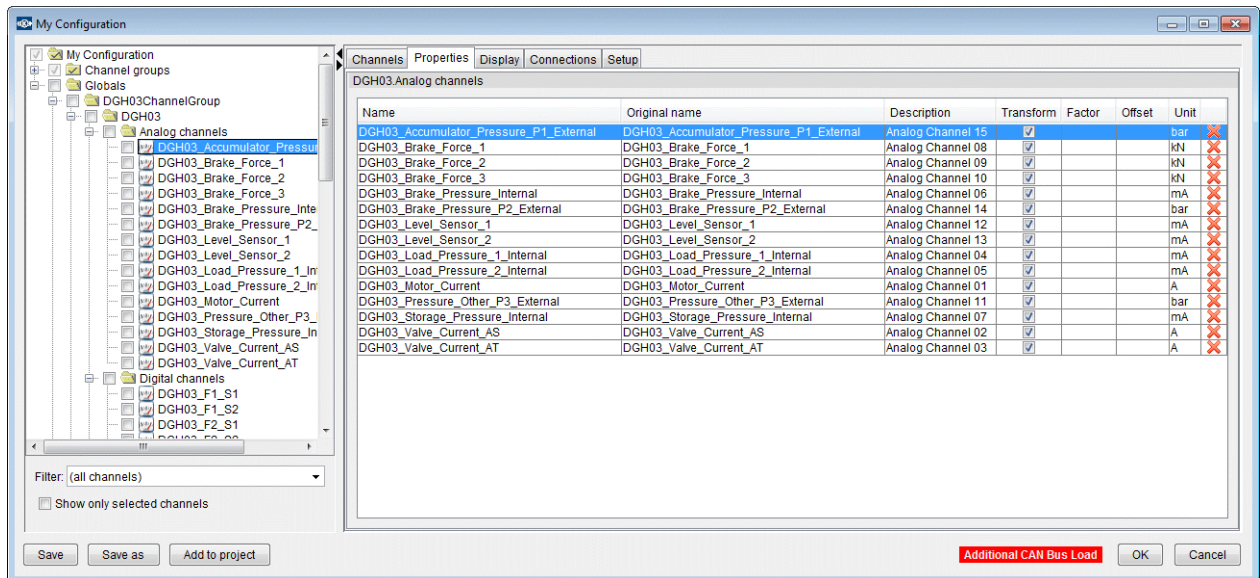 My Configuration
My Configuration
Channel groups
Globals
DGH03ChannelGroup
DGH03
Analog channels
DGH03_Accumulator_Pressur
DGH03_Brake_Force_1
DGH03_Brake_Force_2
DGH03_Brake_Force_3
DGH03_Brake_Pressure_Inte
DGH03_Brake_Pressure_P2_
DGH03_Level_Sensor_1
DGH03_Level_Sensor_2
DGH03_Load_Pressure_1_In
DGH03_Load_Pressure_2_In
DGH03_Motor_Current
DGH03_Pressure_Other_P3_
DGH03_Storage_Pressure_In
DGH03_Valve_Current_AS
DGH03_Valve_Current_AT
Digital channels
DGH03_F1_S1
DGH03_F1_S2
DGH03_F2_S1
Filter: (all channels)
Show only selected channels
Channels Properties Display Connections Setup
DGH03.Analog channels
Name Original name Description Transform Factor Offset Unit
DGH03_Accumulator_Pressure_P1_External DGH03_Accumulator_Pressure_P1_External Analog Channel 15 bar
DGH03_Brake_Force_1 DGH03_Brake_Force_1 Analog Channel 08 kN
DGH03_Brake_Force_2 DGH03_Brake_Force_2 Analog Channel 09 kN
DGH03_Brake_Force_3 DGH03_Brake_Force_3 Analog Channel 10 kN
DGH03_Brake_Pressure_Internal DGH03_Brake_Pressure_Internal Analog Channel 06 mA
DGH03_Brake_Pressure_P2_External DGH03_Brake_Pressure_P2_External Analog Channel 14 bar
DGH03_Level_Sensor_1 DGH03_Level_Sensor_1 Analog Channel 12 mA
DGH03_Level_Sensor_2 DGH03_Level_Sensor_2 Analog Channel 13 mA
DGH03_Load_Pressure_1_Internal DGH03_Load_Pressure_1_Internal Analog Channel 04 mA
DGH03_Load_Pressure_2_Internal DGH03_Load_Pressure_2_Internal Analog Channel 05 mA
DGH03_Motor_Current DGH03_Motor_Current Analog Channel 01 A
DGH03_Pressure_Other_P3_External DGH03_Pressure_Other_P3_External Analog Channel 11 bar
DGH03_Storage_Pressure_Internal DGH03_Storage_Pressure_Internal Analog Channel 07 mA
DGH03_Valve_Current_AS DGH03_Valve_Current_AS Analog Channel 02 A
DGH03_Valve_Current_AT DGH03_Valve_Current_AT Analog Channel 03 A
Save Save as Add to project Additional CAN Bus Load OK Cancel